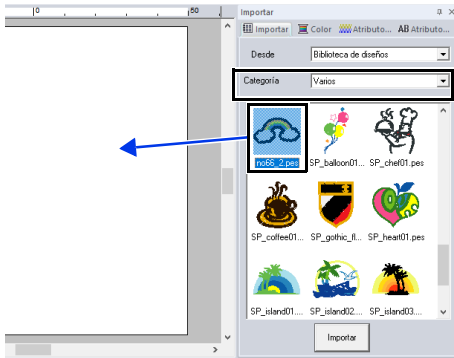 0 50 Importar
Importar Color Atributo... AB Atributo...
Desde Biblioteca de diseños
Categoría Varios
no66_2.pes SP_balloon01... SP_chef01.pes
SP_coffee01... SP_gothic_fl... SP_heart01.pes
SP_island01.... SP_island02.... SP_island03....
Importar